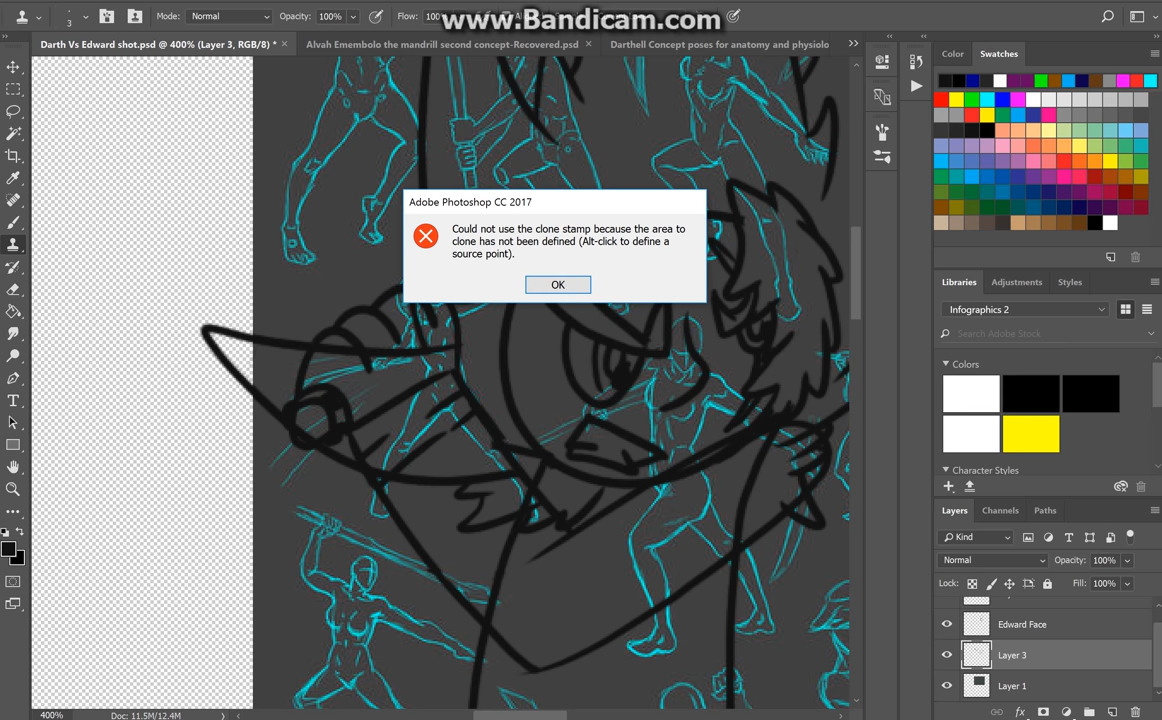 3 Mode: Normal Opacity: 100% Flow: 100
www.Bandicam.com
Darth Vs Edward shot.psd @ 400% (Layer 3, RGB/8) * Alvah Emembolo the mandrill second concept-Recovered.psd Darthell Concept poses for anatomy and physiolo
Color Swatches
Adobe Photoshop CC 2017
Could not use the clone stamp because the area to
clone has not been defined (Alt-click to define a
source point).
OK
Libraries Adjustments Styles
Infographics 2
Search Adobe Stock
Colors
Character Styles
Layers Channels Paths
Kind
Normal Opacity: 100%
Lock: Fill: 100%
Edward Face
Layer 3
Layer 1
400% Doc: 11.5M/12.4M